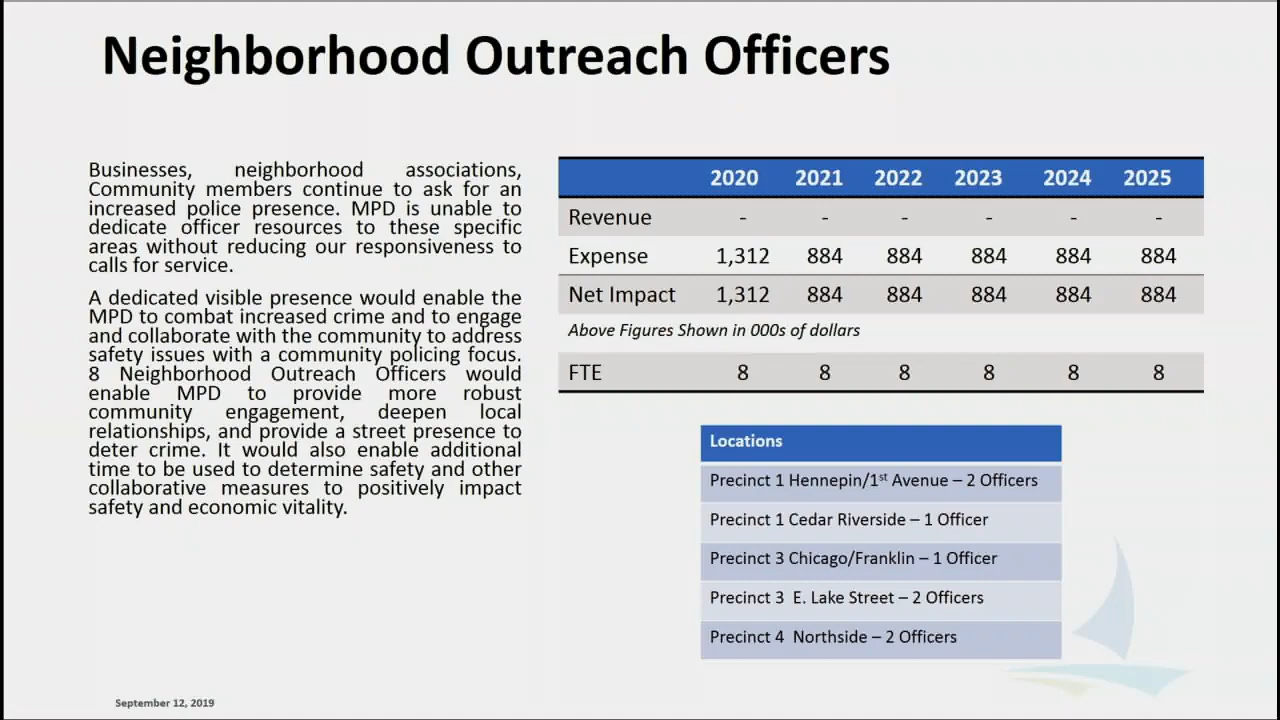 Neighborhood Outreach Officers
Businesses, neighborhood associations,
Community members continue to ask for an
increased police presence. MPD is unable to
dedicate officer resources to these specific
areas without reducing our responsiveness to
calls for service.
A dedicated visible presence would enable the
MPD to combat increased crime and to engage
and collaborate with the community to address
safety issues with a community policing focus.
8 Neighborhood Outreach Officers would
enable MPD to provide more robust
community engagement, deepen local
relationships, and provide a street presence to
deter crime. It would also enable additional
time to be used to determine safety and other
collaborative measures to positively impact
safety and economic vitality.
2020 2021 2022 2023 2024 2025
Revenue - - - - - -
Expense 1,312 884 884 884 884 884
Net Impact 1,312 884 884 884 884 884
Above Figures Shown in 000s of dollars
FTE 8 8 8 8 8 8
Locations
Precinct 1 Hennepin/1st Avenue – 2 Officers
Precinct 1 Cedar Riverside – 1 Officer
Precinct 3 Chicago/Franklin – 1 Officer
Precinct 3 E. Lake Street – 2 Officers
Precinct 4 Northside – 2 Officers
September 12, 2019